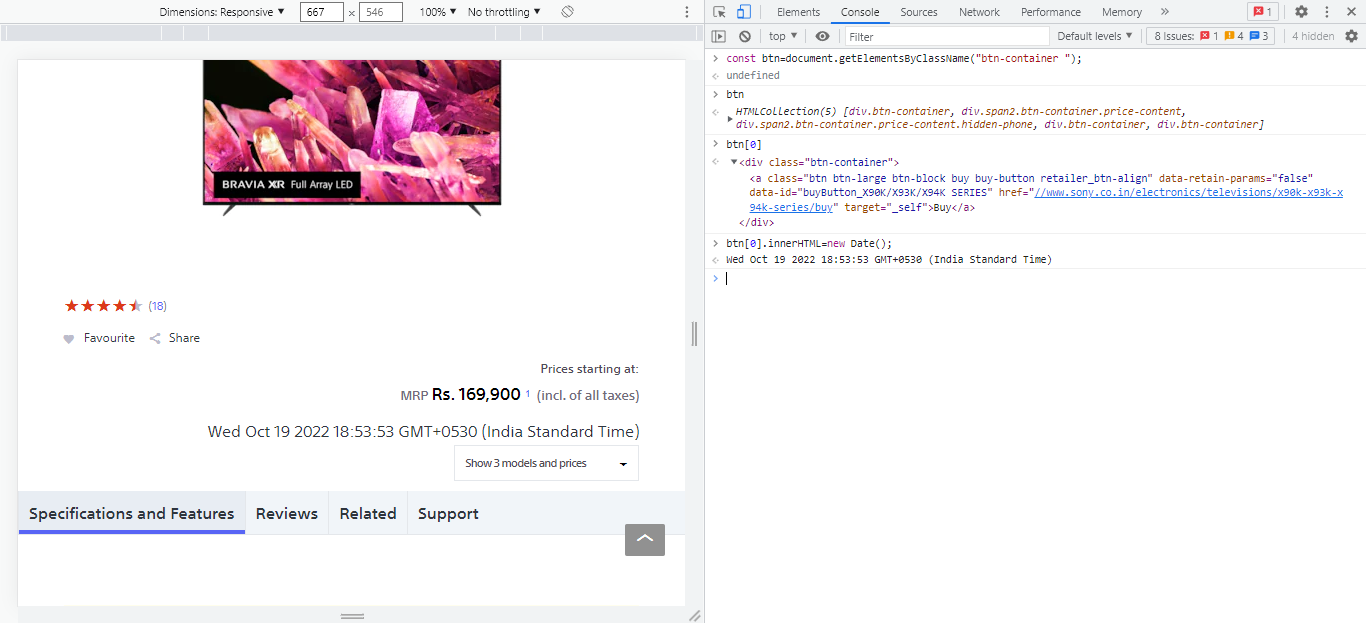 Dimensions: Responsive ▼ 667 × 546 100% ▼ No throttling ▼
Elements Console Sources Network Performance Memory » 1
top ▼ Filter Default levels ▼ 8 Issues: 1 4 3 4 hidden
BRAVIA XR Full Array LED
(18)
Favourite Share
Prices starting at:
MRP Rs. 169,900 1 (incl. of all taxes)
Wed Oct 19 2022 18:53:53 GMT+0530 (India Standard Time)
Show 3 models and prices
Specifications and Features Reviews Related Support
> const btn=document.getElementsByClassName("btn-container ");
undefined
> btn
HTMLCollection(5) [div.btn-container, div.span2.btn-container.price-content,
div.span2.btn-container.price-content.hidden-phone, div.btn-container, div.btn-container]
> btn[0]
▼<div class="btn-container">
<a class="btn btn-large btn-block buy buy-button retailer_btn-align" data-retain-params="false"
data-id="buyButton_X90K/X93K/X94K SERIES" href="//www.sony.co.in/electronics/televisions/x90k-x93k-x
94k-series/buy" target="_self">Buy</a>
</div>
> btn[0].innerHTML=new Date();
Wed Oct 19 2022 18:53:53 GMT+0530 (India Standard Time)
>